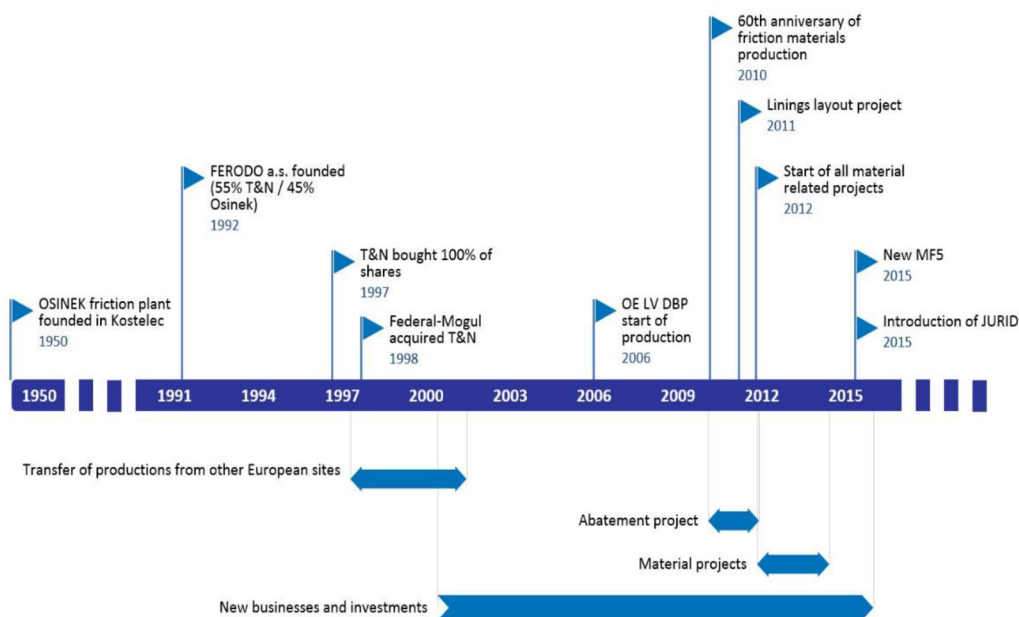 60th anniversary of
friction materials
production
2010
Linings layout project
2011
FERODO a.s. founded
(55% T&N / 45%
Osinek)
1992
Start of all material
related projects
2012
T&N bought 100% of
shares
1997
New MF5
2015
OSINEK friction plant
founded in Kostelec
1950
Federal-Mogul
acquired T&N
1998
OE LV DBP
start of
production
2006
Introduction of JURID
2015
1950 1991 1994 1997 2000 2003 2006 2009 2012 2015
Transfer of productions from other European sites
Abatement project
Material projects
New businesses and investments